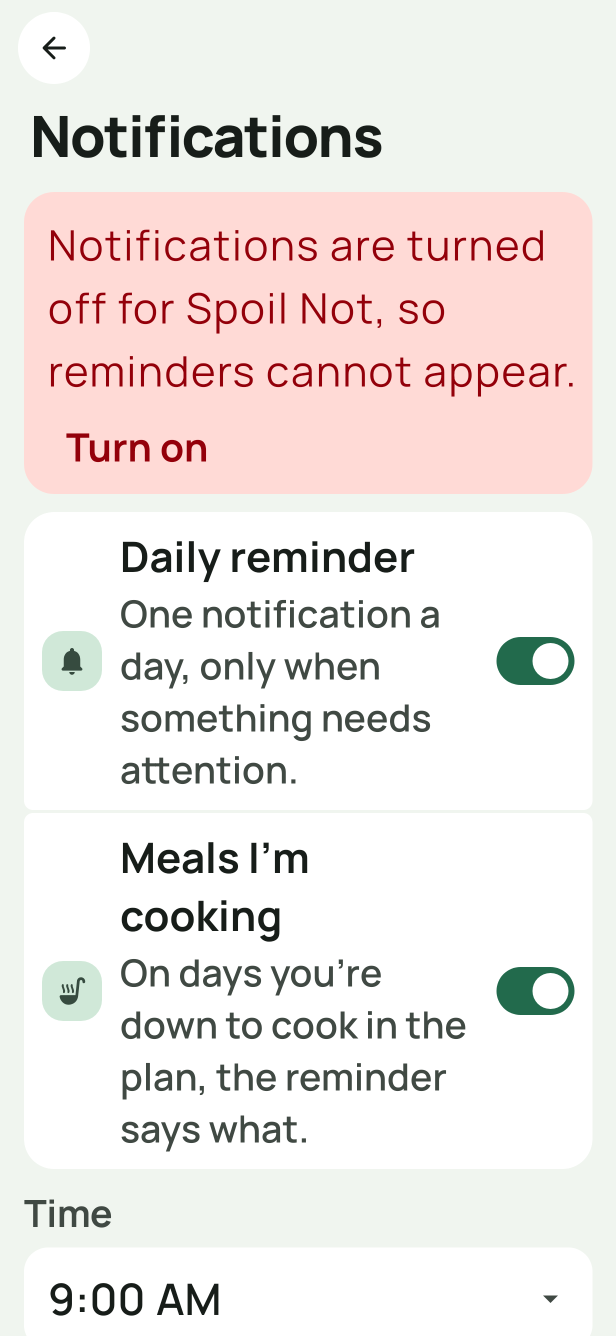 Notifications
Notifications are turned
off for Spoil Not, so
reminders cannot appear.
Turn on
Daily reminder
One notification a
day, only when
something needs
attention.
Meals I’m
cooking
On days you’re
down to cook in the
plan, the reminder
says what.
Time
9:00 AM